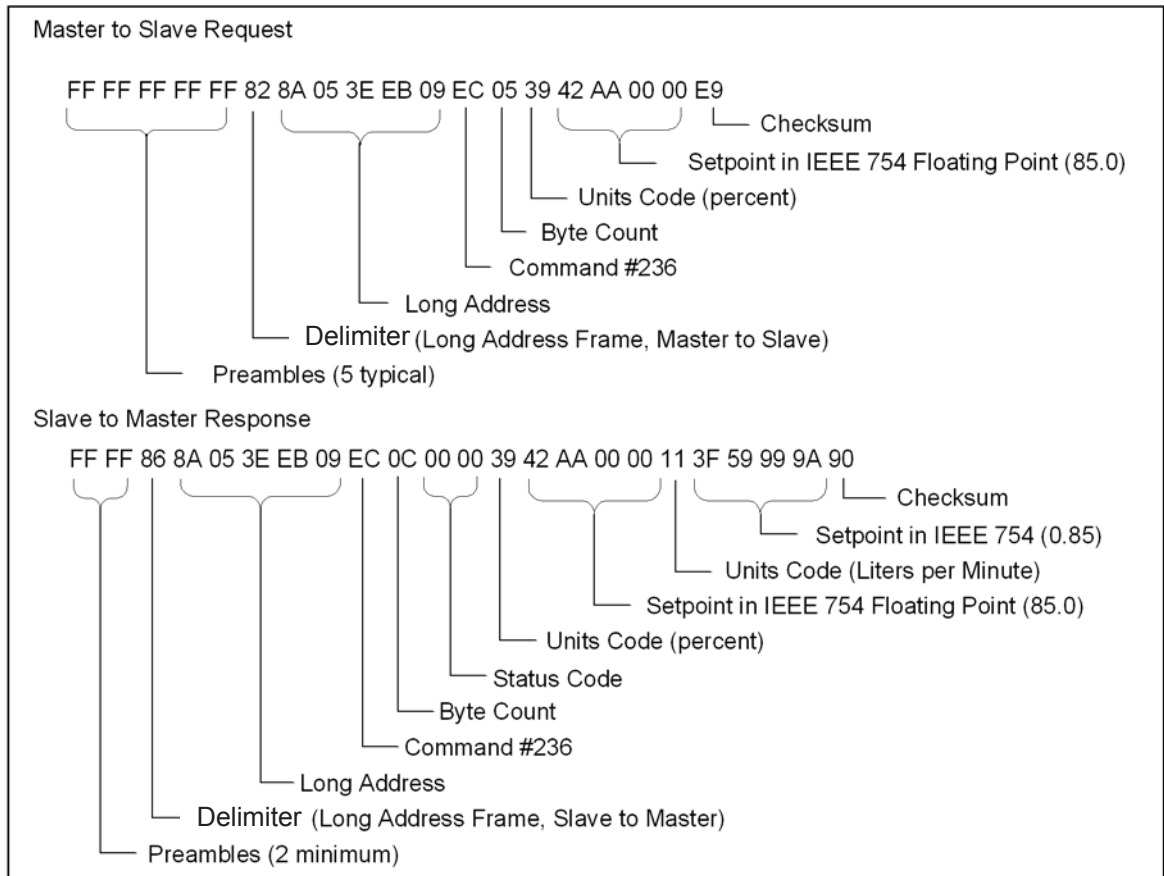 Master to Slave Request
FF FF FF FF FF 82 8A 05 3E EB 09 EC 05 39 42 AA 00 00 E9
Checksum
Setpoint in IEEE 754 Floating Point (85.0)
Units Code (percent)
Byte Count
Command #236
Long Address
Delimiter (Long Address Frame, Master to Slave)
Preambles (5 typical)
Slave to Master Response
FF FF 86 8A 05 3E EB 09 EC 0C 00 00 39 42 AA 00 00 11 3F 59 99 9A 90
Checksum
Setpoint in IEEE 754 (0.85)
Units Code (Liters per Minute)
Setpoint in IEEE 754 Floating Point (85.0)
Units Code (percent)
Status Code
Byte Count
Command #236
Long Address
Delimiter (Long Address Frame, Slave to Master)
Preambles (2 minimum)